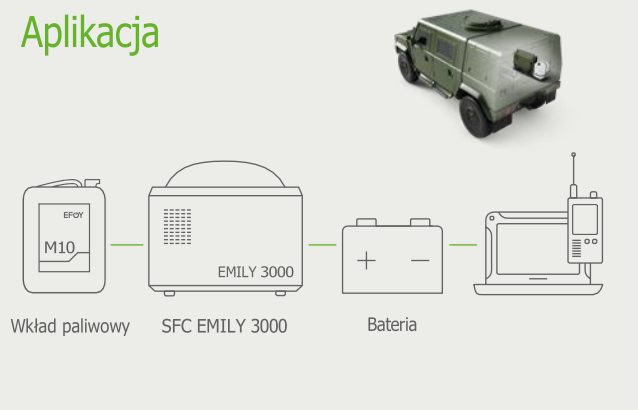 Aplikacja
EFOY
M10
EMILY 3000
Wkład paliwowy
SFC EMILY 3000
Bateria